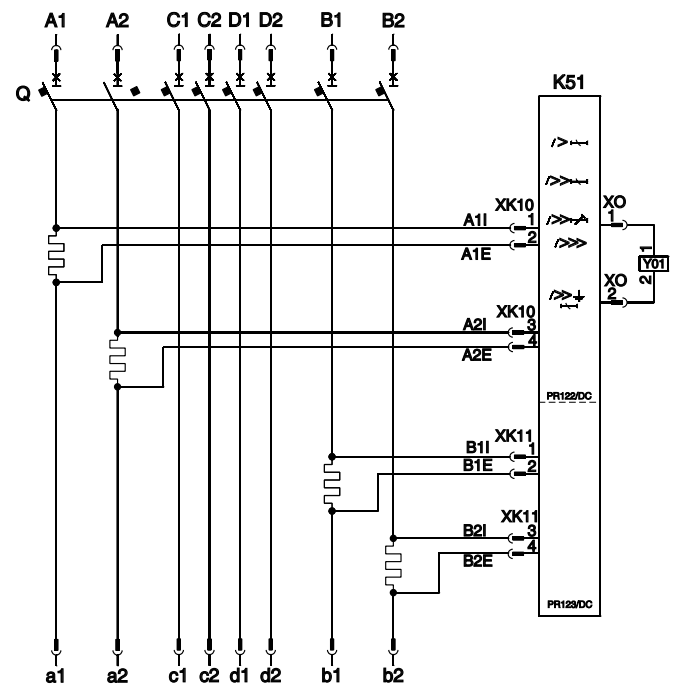 A1 A2 C1 C2 D1 D2 B1 B2
K51
Q
XK10 XO
A1I 1 1
2
A1E
1
Y01
2
XO
2
XK10
A2I 3
4
A2E
PR122/DC
XK11
B1I 1
B1E 2
XK11
B2I 3
4
B2E
PR123/DC
a1 a2 c1 c2 d1 d2 b1 b2